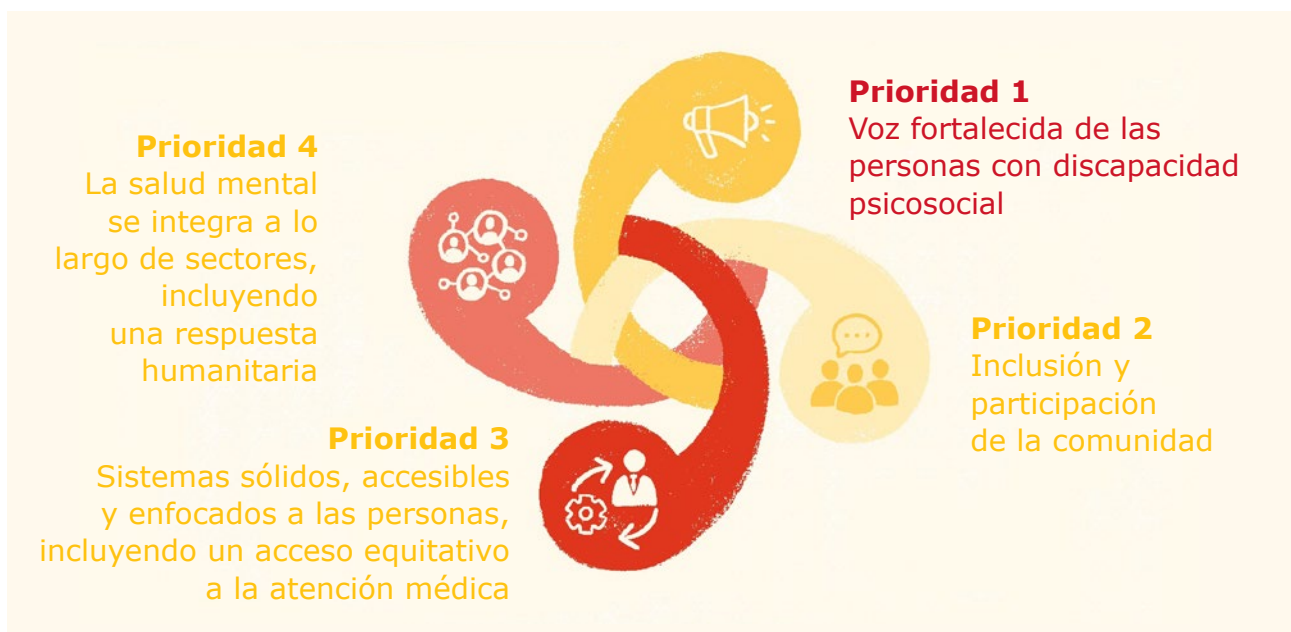 Prioridad 1
Voz fortalecida de las
personas con discapacidad
psicosocial
Prioridad 2
Inclusión y
participación
de la comunidad
Prioridad 3
Sistemas sólidos, accesibles
y enfocados a las personas,
incluyendo un acceso equitativo
a la atención médica
Prioridad 4
La salud mental
se integra a lo
largo de sectores,
incluyendo
una respuesta
humanitaria